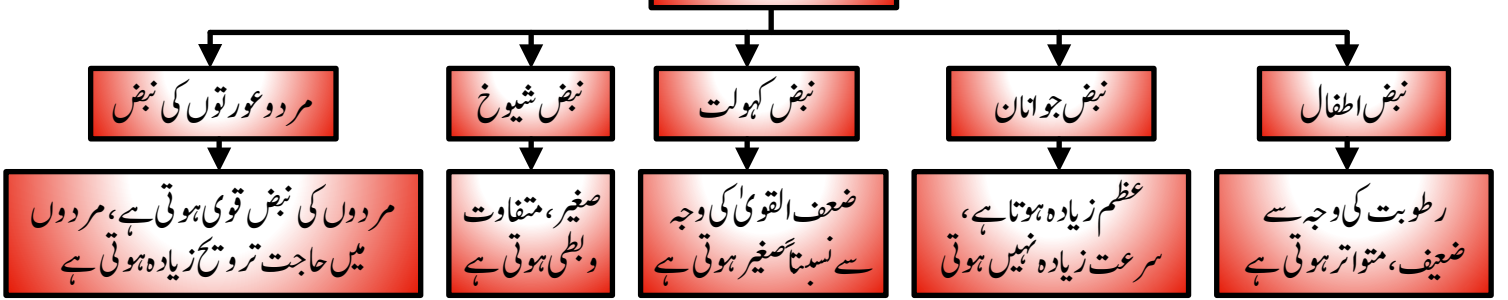 نبض اطفال
رطوبت کی وجہ سے
ضعیف، متواتر ہوتی ہے
نبض جوانان
عظم زیادہ ہوتا ہے،
سرعت زیادہ نہیں ہوتی
نبض کہولت
ضعف القویٰ کی وجہ
سے نسبتاً صغیر ہوتی ہے
نبض شیوخ
صغیر، متفاوت
و بطی ہوتی ہے
مرد و عورتوں کی نبض
مردوں کی نبض قوی ہوتی ہے، مردوں
میں حاجت ترویح زیادہ ہوتی ہے